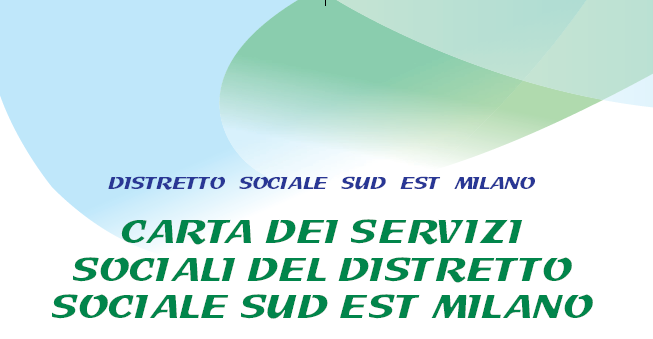 DISTRETTO SOCIALE SUD EST MILANO
CARTA DEI SERVIZI
SOCIALI DEL DISTRETTO
SOCIALE SUD EST MILANO